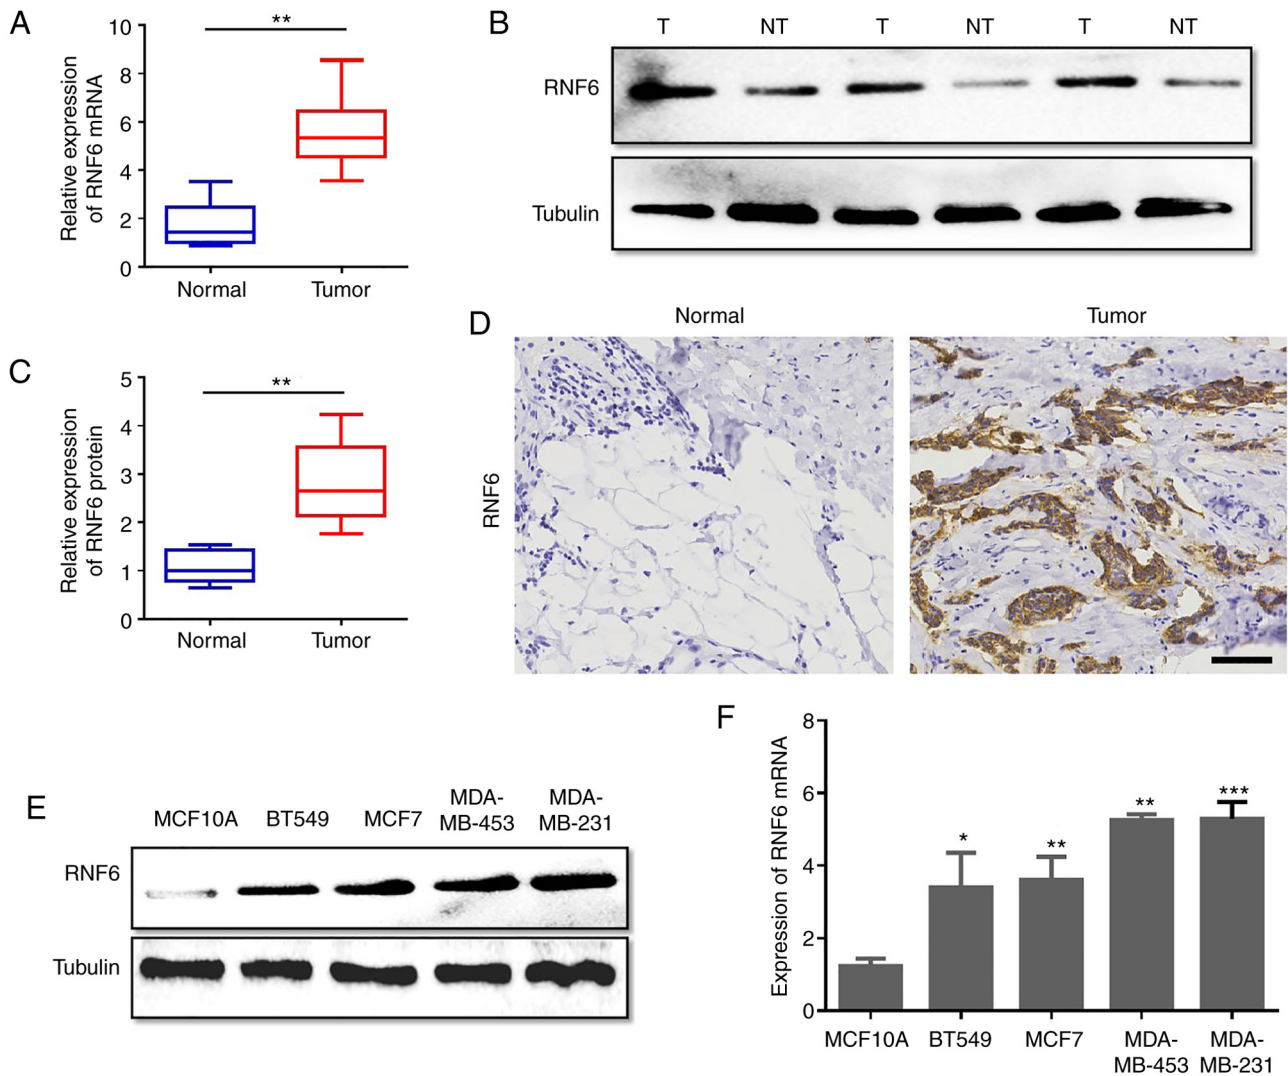 A
**
10
8
6
4
2
0
Relative expression
of RNF6 mRNA
Normal
Tumor
B
T
NT
T
NT
T
NT
RNF6
Tubulin
C
**
5
4
3
2
1
0
Relative expression
of RNF6 protein
Normal
Tumor
D
Normal
Tumor
RNF6
E
MCF10A
BT549
MCF7
MDA-
MB-453
MDA-
MB-231
RNF6
Tubulin
F
8
6
4
2
0
Expression of RNF6 mRNA
*
**
**
***
MCF10A
BT549
MCF7
MDA-
MB-453
MDA-
MB-231